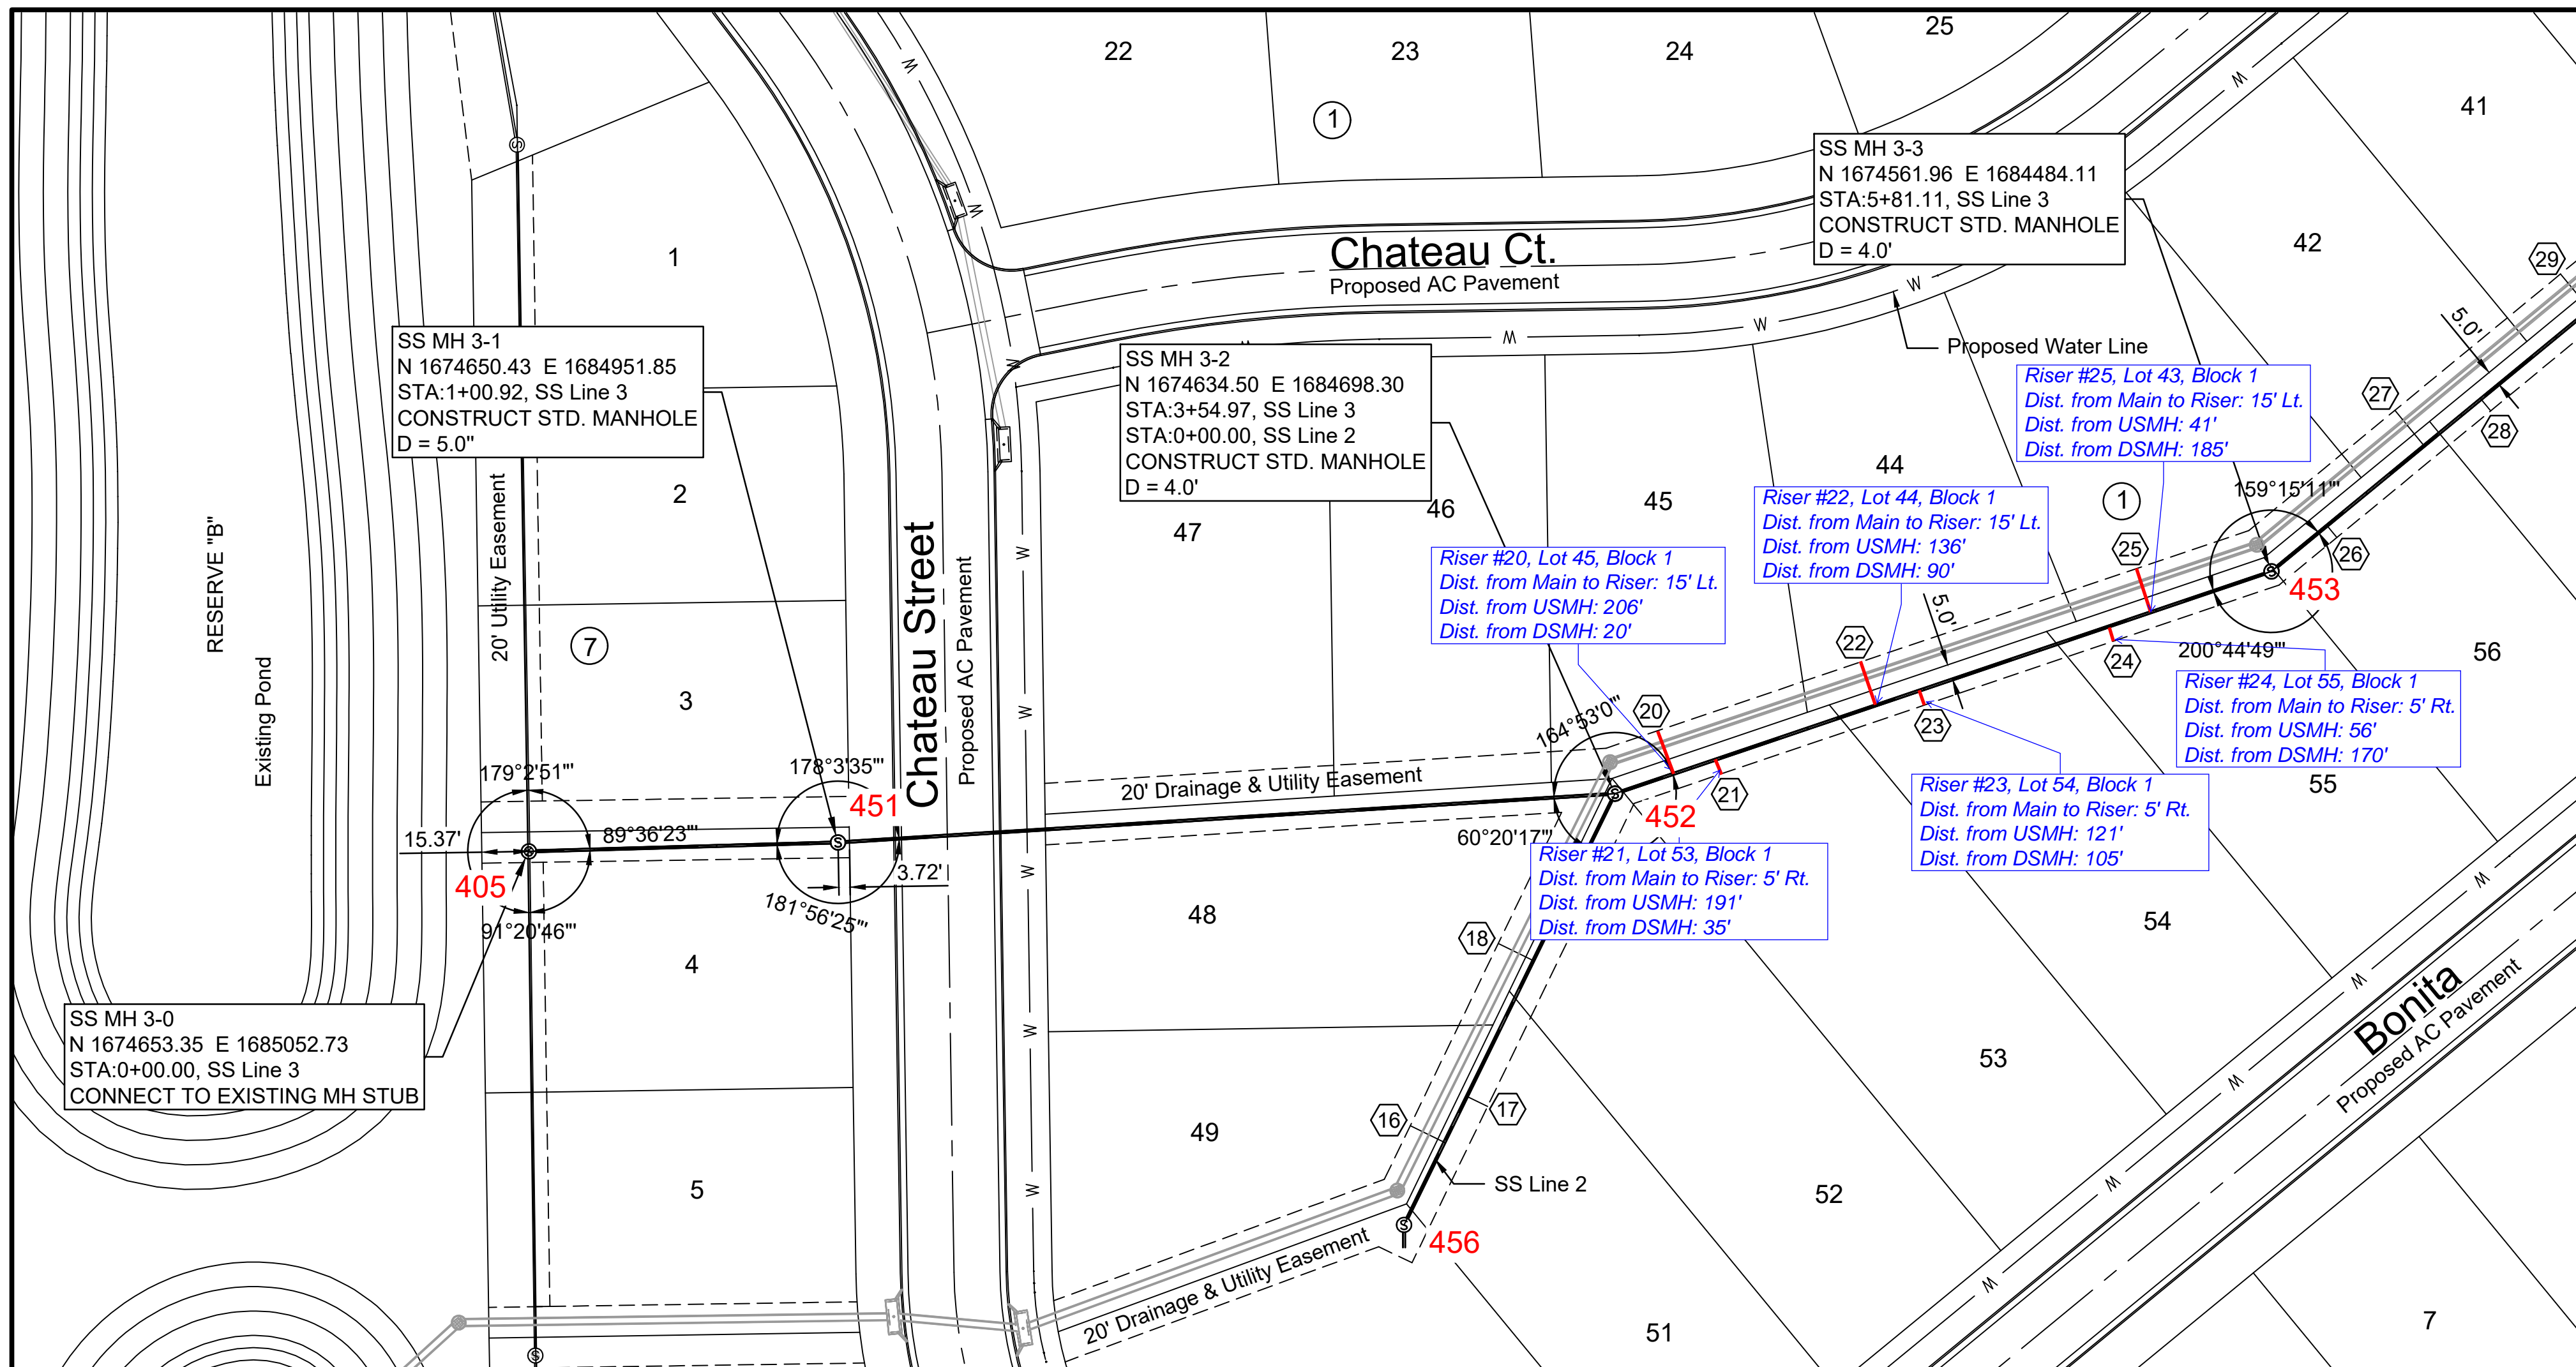 22
23
24
25
41
1
SS MH 3-3
N 1674561.96 E 1684484.11
STA:5+81.11, SS Line 3
CONSTRUCT STD. MANHOLE
D = 4.0'
42
29
1
Chateau Ct.
Proposed AC Pavement
W
W
W
W
W
W
W
Proposed Water Line
5.0'
SS MH 3-1
N 1674650.43 E 1684951.85
STA:1+00.92, SS Line 3
CONSTRUCT STD. MANHOLE
D = 5.0"
SS MH 3-2
N 1674634.50 E 1684698.30
STA:3+54.97, SS Line 3
STA:0+00.00, SS Line 2
CONSTRUCT STD. MANHOLE
D = 4.0'
Riser #25, Lot 43, Block 1
Dist. from Main to Riser: 15' Lt.
Dist. from USMH: 41'
Dist. from DSMH: 185'
27
28
2
47
46
45
44
1
159°15'11"'
Riser #22, Lot 44, Block 1
Dist. from Main to Riser: 15' Lt.
Dist. from USMH: 136'
Dist. from DSMH: 90'
Riser #20, Lot 45, Block 1
Dist. from Main to Riser: 15' Lt.
Dist. from USMH: 206'
Dist. from DSMH: 20'
25
26
453
RESERVE "B"
Existing Pond
20' Utility Easement
7
3
Chateau Street
Proposed AC Pavement
W
W
W
W
W
5.0'
22
24
200°44'49"'
56
Riser #24, Lot 55, Block 1
Dist. from Main to Riser: 5' Rt.
Dist. from USMH: 56'
Dist. from DSMH: 170'
20
23
164°53'0"'
21
452
55
Riser #23, Lot 54, Block 1
Dist. from Main to Riser: 5' Rt.
Dist. from USMH: 121'
Dist. from DSMH: 105'
179°2'51"'
178°3'35"'
451
20' Drainage & Utility Easement
15.37'
89°36'23"'
60°20'17"'
3.72'
405
181°56'25"'
91°20'46"'
Riser #21, Lot 53, Block 1
Dist. from Main to Riser: 5' Rt.
Dist. from USMH: 191'
Dist. from DSMH: 35'
48
18
54
4
SS MH 3-0
N 1674653.35 E 1685052.73
STA:0+00.00, SS Line 3
CONNECT TO EXISTING MH STUB
53
Bonita
Proposed AC Pavement
W
W
W
W
W
49
16
17
SS Line 2
5
52
456
20' Drainage & Utility Easement
51
7